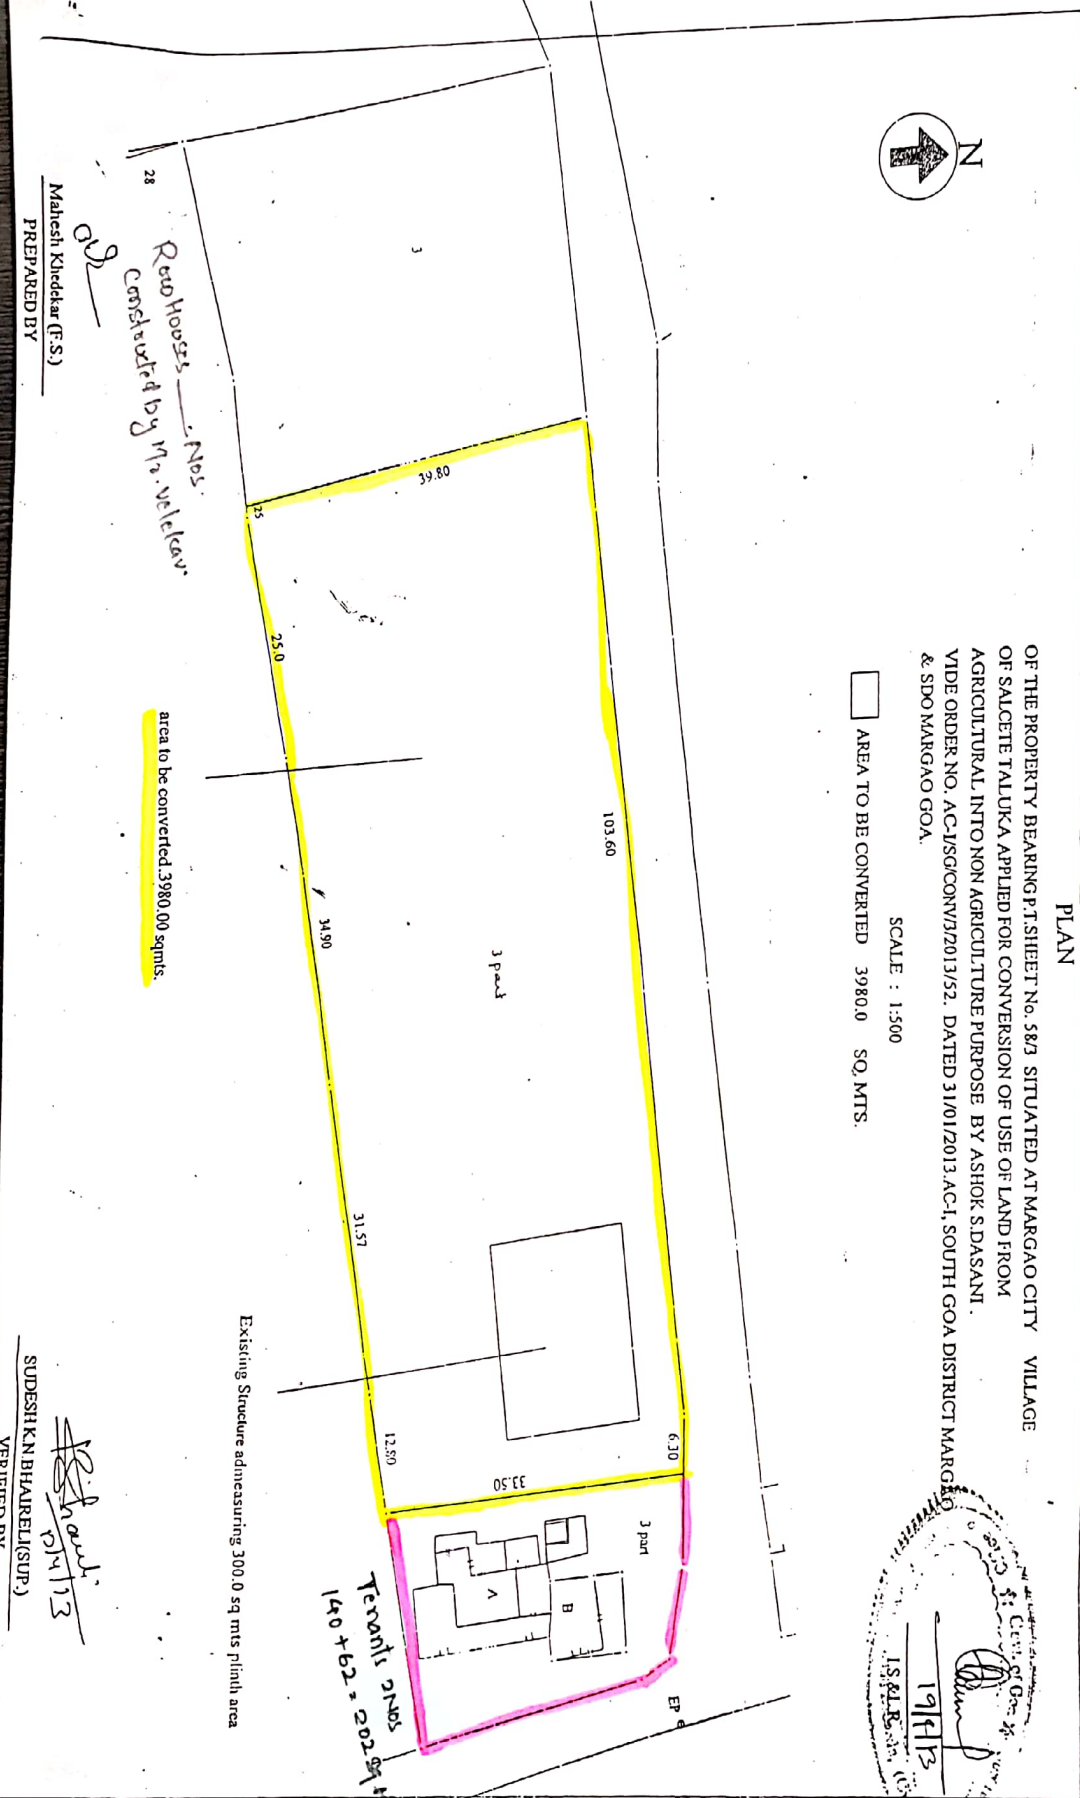 PLAN
OF THE PROPERTY BEARING P.T.SHEET No. 58/3 SITUATED AT MARGAO CITY VILLAGE
OF SALCETE TALUKA APPLIED FOR CONVERSION OF USE OF LAND FROM
AGRICULTURAL INTO NON AGRICULTURE PURPOSE BY ASHOK S.DASANI.
VIDE ORDER NO. AC-I/SG/CONV/3/2013/52. DATED 31/01/2013.AC-I, SOUTH GOA DISTRICT MARGAO
& SDO MARGAO GOA.
SCALE : 1:500
AREA TO BE CONVERTED 3980.0 SQ. MTS.
N
19/4/13
I.S.&L.R.
EP
6.30
103.60
3 part
B
A
33.50
3 part
3
39.80
25
25.0
34.90
31.57
12.80
28
Tenants 2NOS
140+62=202 sq
Row Houses — Nos.
Constructed by Mr. Velekar.
area to be converted.3980.00 sqmts.
Existing Structure admeasuring 300.0 sq mts plinth area
Mahesh Khedekar (F.S.)
PREPARED BY
SUDESH K.N.BHAIRELI(SUP.)
VERIFIED BY